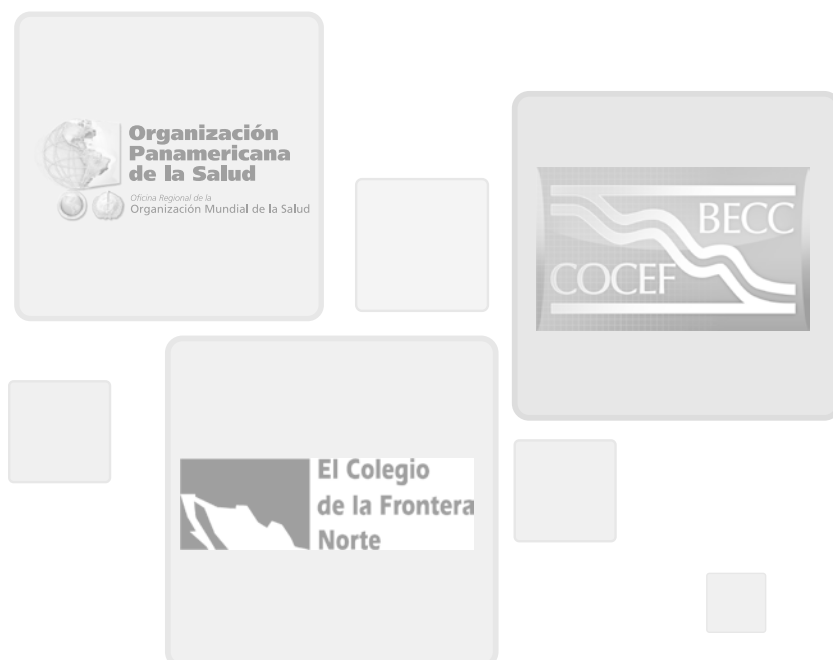 Organización
Panamericana
de la Salud
Oficina Regional de la
Organización Mundial de la Salud
BECC
COCEF
El Colegio
de la Frontera
Norte